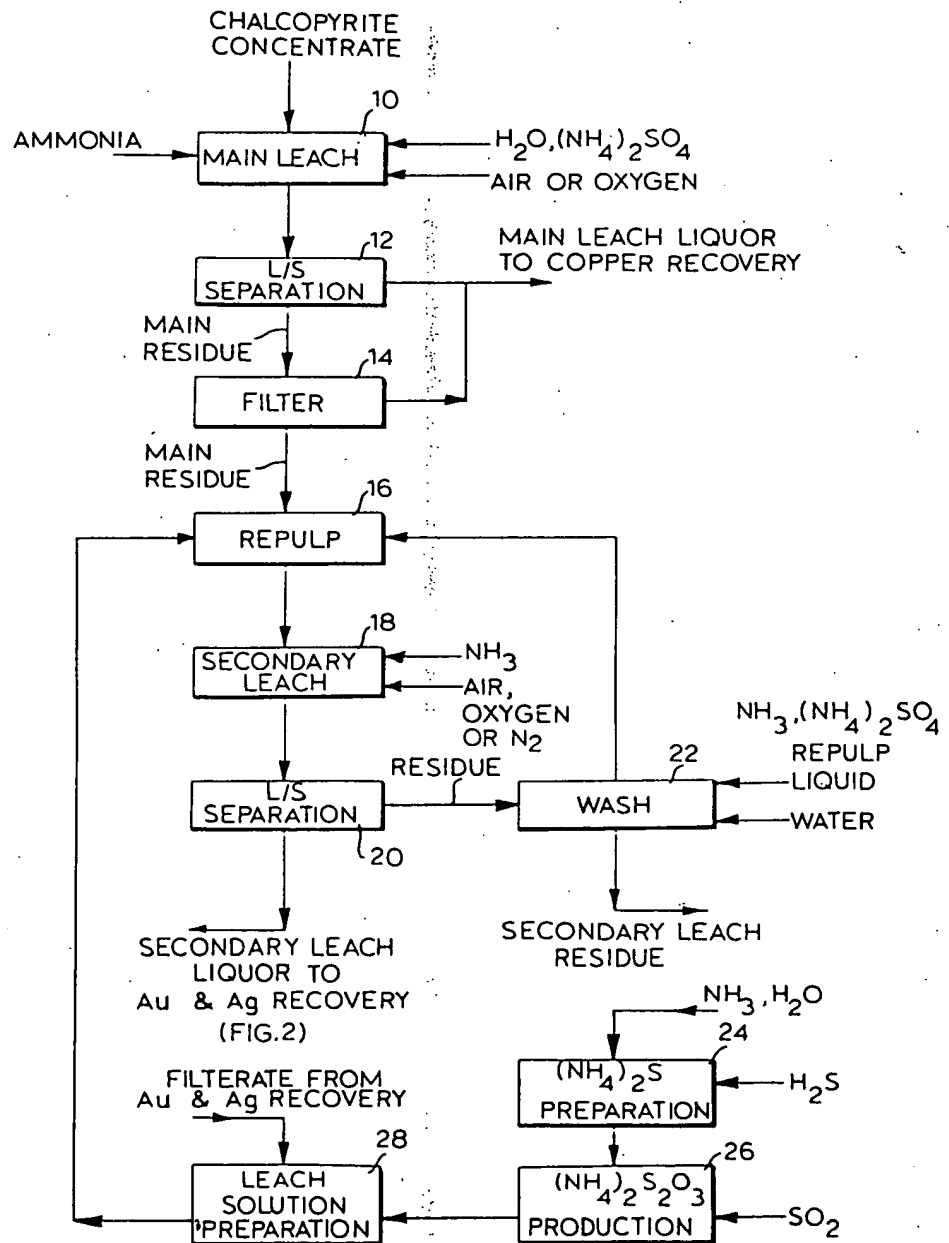 CHALCOPYRITE
CONCENTRATE
10
AMMONIA
MAIN LEACH
H2O,(NH4)2SO4
AIR OR OXYGEN
12
L/S
SEPARATION
MAIN LEACH LIQUOR
TO COPPER RECOVERY
MAIN
RESIDUE
14
FILTER
MAIN
RESIDUE
16
REPULP
18
SECONDARY
LEACH
NH3
AIR,
OXYGEN
OR N2
NH3,(NH4)2SO4
REPULP
LIQUID
RESIDUE
22
L/S
SEPARATION
WASH
WATER
20
SECONDARY LEACH
LIQUOR TO
Au & Ag RECOVERY
(FIG.2)
SECONDARY LEACH
RESIDUE
NH3,H2O
24
(NH4)2S
PREPARATION
H2S
FILTERATE FROM
Au & Ag RECOVERY
28
LEACH
SOLUTION
PREPARATION
26
(NH4)2S2O3
PRODUCTION
SO2